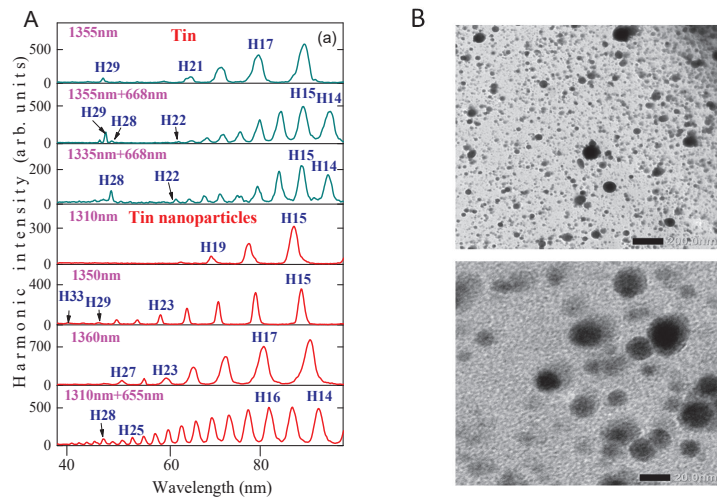 A
B
Harmonic intensity (arb. units)
(a)
1355nm
Tin
500
0
H29
H21
H17
1355nm+668nm
500
0
H29
H28
H22
H15
H14
1335nm+668nm
200
0
H28
H22
H15
H14
1310nm
Tin nanoparticles
300
0
H19
H15
1350nm
400
0
H33
H29
H23
H15
1360nm
700
0
H27
H23
H17
1310nm+655nm
500
0
H28
H25
H16
H14
40
60
80
Wavelength (nm)